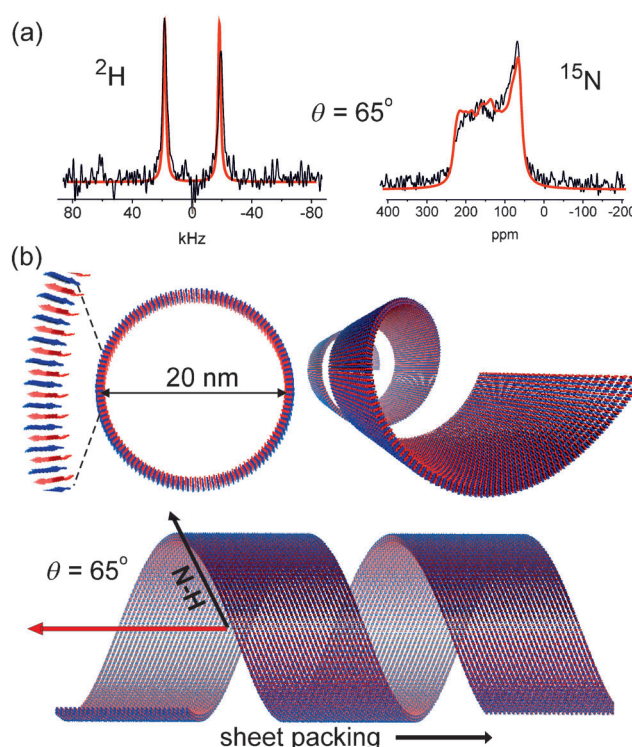 (a)
²H
θ = 65°
¹⁵N
80 40 0 -40 -80
kHz
400 300 200 100 0 -100 -200
ppm
(b)
20 nm
θ = 65°
N-H
sheet packing